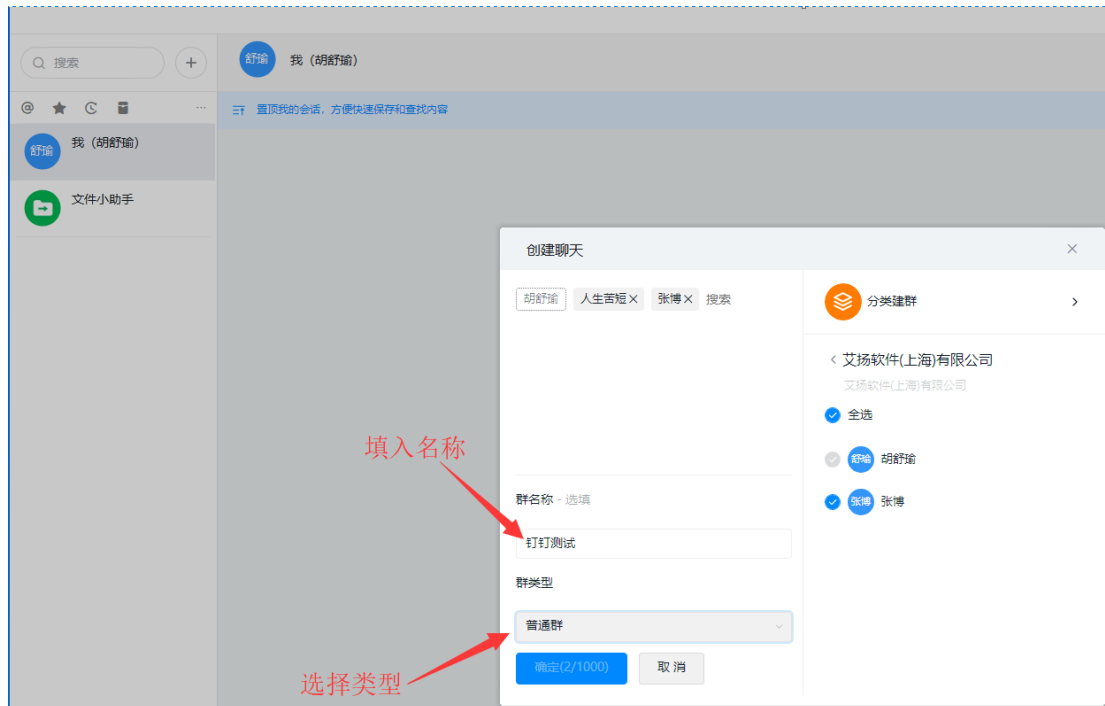 搜索
舒瑜 我（胡舒瑜）
置顶我的会话，方便快速保存和查找内容
舒瑜 我（胡舒瑜）
文件小助手
创建聊天
胡舒瑜 人生苦短 张博 搜索
分类建群
艾扬软件(上海)有限公司
艾扬软件(上海)有限公司
全选
舒瑜 胡舒瑜
张博 张博
填入名称
群名称 - 选填
钉钉测试
群类型
普通群
确定(2/1000) 取 消
选择类型